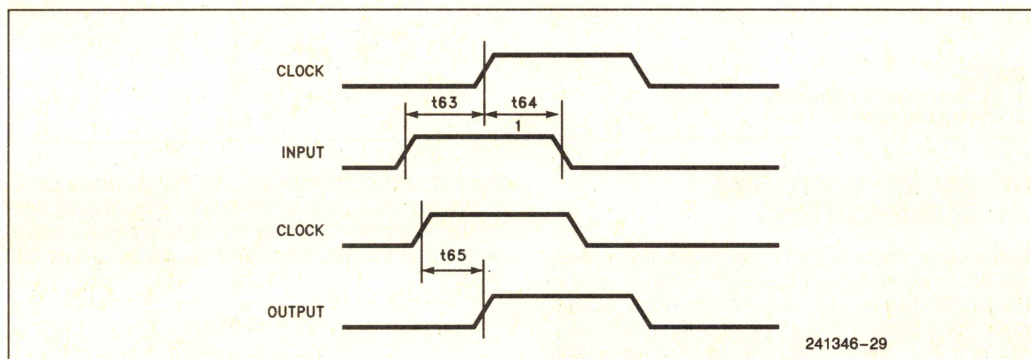 CLOCK
t63 t64
1
INPUT
CLOCK
t65
OUTPUT
241346-29